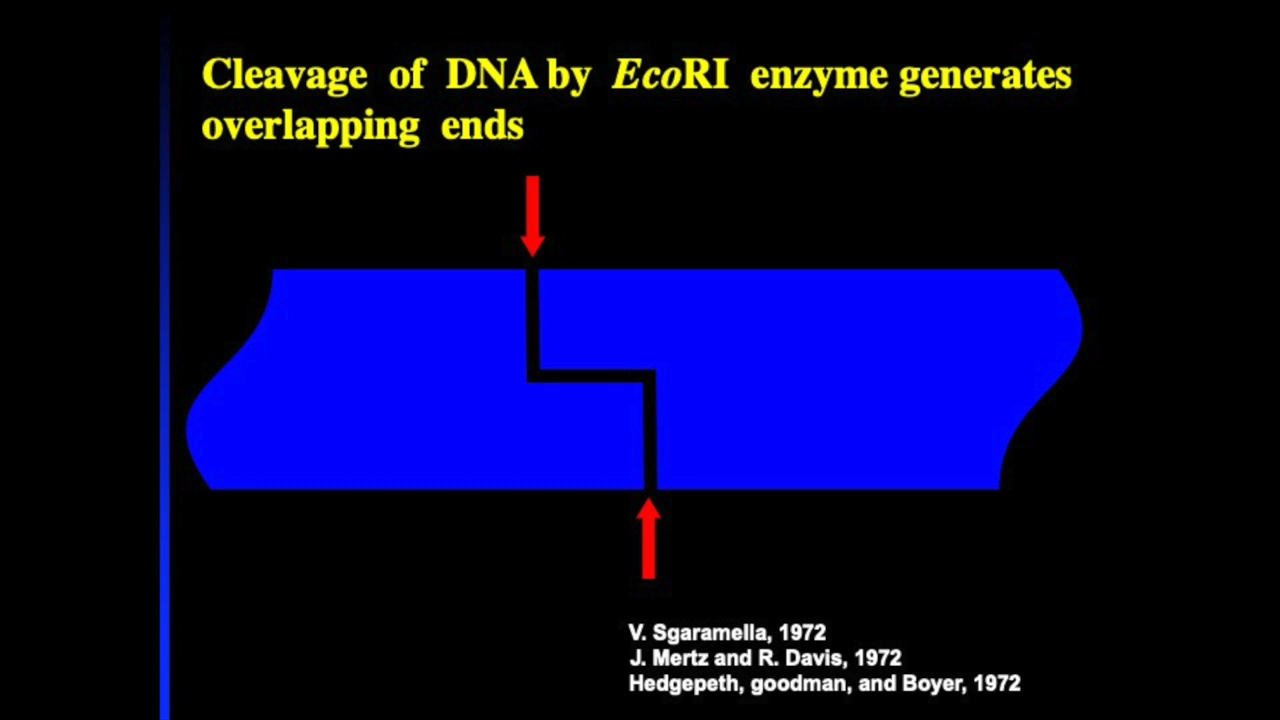 Cleavage of DNA by EcoRI enzyme generates
overlapping ends
V. Sgaramella, 1972
J. Mertz and R. Davis, 1972
Hedgepeth, goodman, and Boyer, 1972